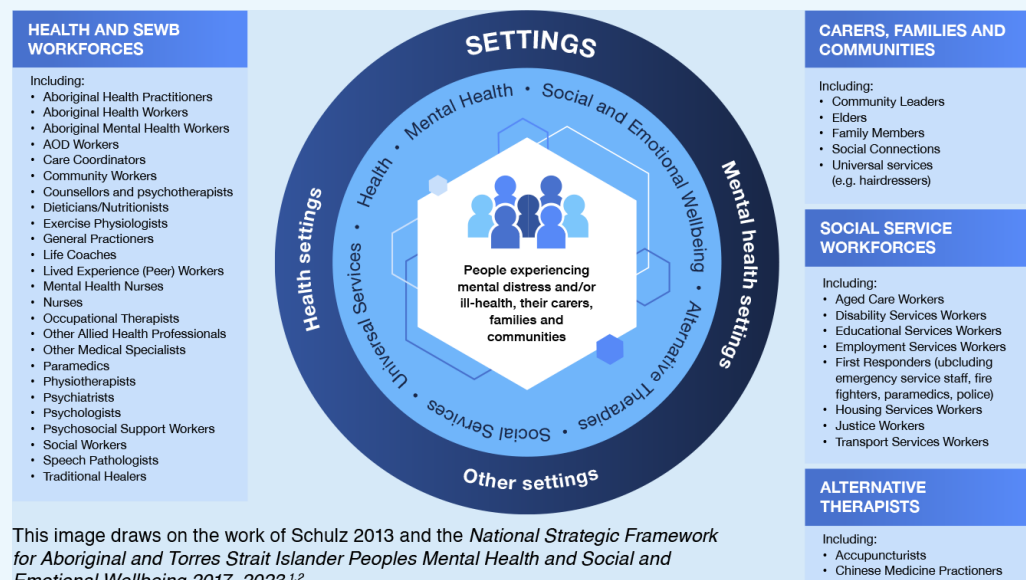 HEALTH AND SEWB
WORKFORCES
Including:
• Aboriginal Health Practitioners
• Aboriginal Health Workers
• Aboriginal Mental Health Workers
• AOD Workers
• Care Coordinators
• Community Workers
• Counsellors and psychotherapists
• Dieticians/Nutritionists
• Exercise Physiologists
• General Practioners
• Life Coaches
• Lived Experience (Peer) Workers
• Mental Health Nurses
• Nurses
• Occupational Therapists
• Other Allied Health Professionals
• Other Medical Specialists
• Paramedics
• Physiotherapists
• Psychiatrists
• Psychologists
• Psychosocial Support Workers
• Social Workers
• Speech Pathologists
• Traditional Healers
SETTINGS
Health settings
Mental health settings
Other settings
Health • Mental Health • Social and Emotional Wellbeing • Alternative Therapies • Social Services • Universal Services •
People experiencing
mental distress and/or
ill-health, their carers,
families and
communities
CARERS, FAMILIES AND
COMMUNITIES
Including:
• Community Leaders
• Elders
• Family Members
• Social Connections
• Universal services
(e.g. hairdressers)
SOCIAL SERVICE
WORKFORCES
Including:
• Aged Care Workers
• Disability Services Workers
• Educational Services Workers
• Employment Services Workers
• First Responders (ubcluding
emergency service staff, fire
fighters, paramedics, police)
• Housing Services Workers
• Justice Workers
• Transport Services Workers
ALTERNATIVE
THERAPISTS
Including:
• Accupuncturists
• Chinese Medicine Practioners
This image draws on the work of Schulz 2013 and the National Strategic Framework
for Aboriginal and Torres Strait Islander Peoples Mental Health and Social and
Emotional Wellbeing 2017–2023.1,2